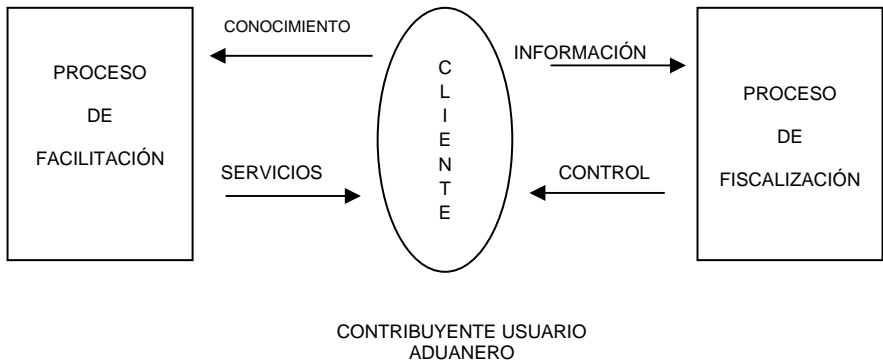 CONOCIMIENTO
PROCESO
DE
FACILITACIÓN
SERVICIOS
C
L
I
E
N
T
E
INFORMACIÓN
CONTROL
PROCESO
DE
FISCALIZACIÓN
CONTRIBUYENTE USUARIO
ADUANERO